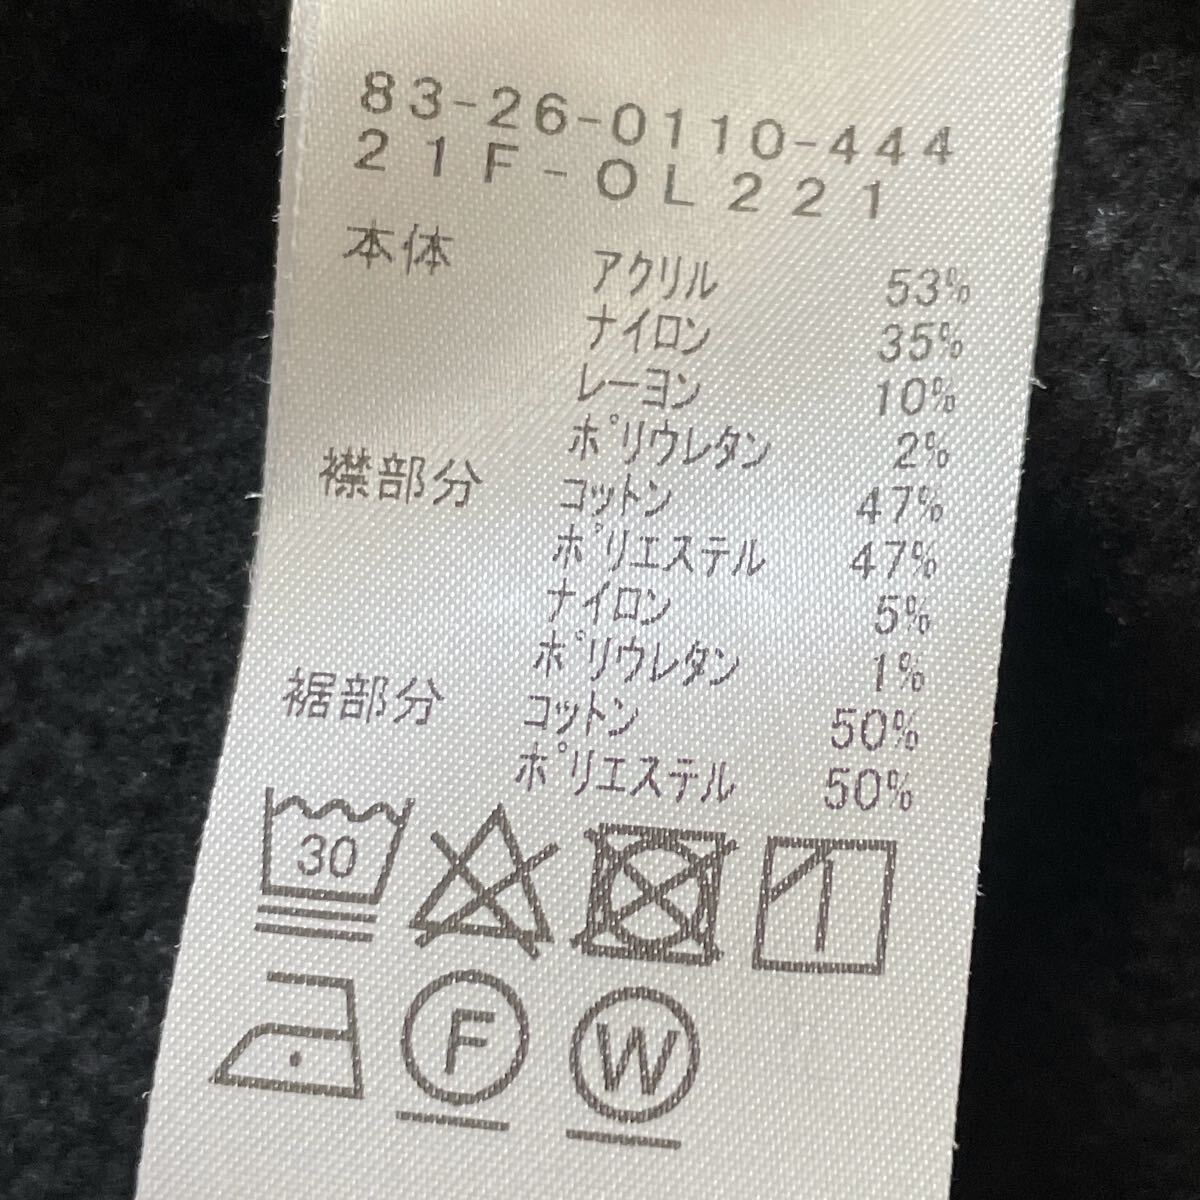 83-26-0110-444
21F-OL221
本体 アクリル 53%
ナイロン 35%
レーヨン 10%
ポリウレタン 2%
襟部分 コットン 47%
ポリエステル 47%
ナイロン 5%
ポリウレタン 1%
裾部分 コットン 50%
ポリエステル 50%
30
F W